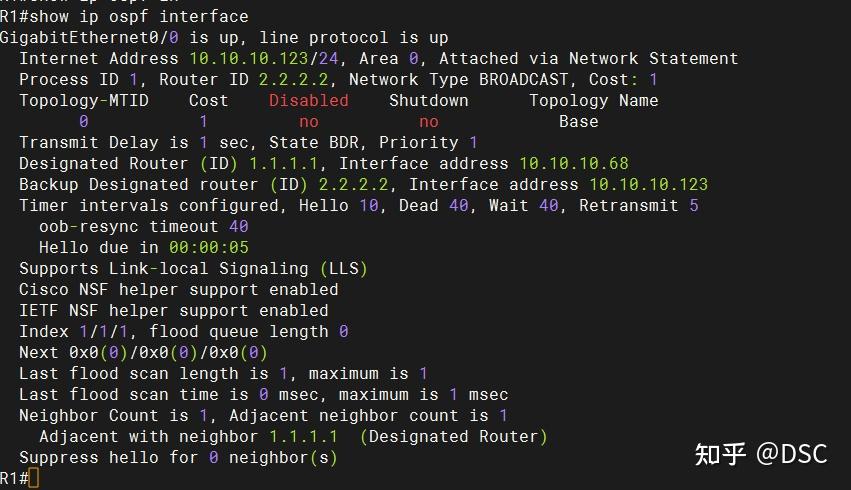 R1#show ip ospf interface
GigabitEthernet0/0 is up, line protocol is up
  Internet Address 10.10.10.123/24, Area 0, Attached via Network Statement
  Process ID 1, Router ID 2.2.2.2, Network Type BROADCAST, Cost: 1
  Topology-MTID    Cost    Disabled    Shutdown      Topology Name
        0           1         no          no            Base
  Transmit Delay is 1 sec, State BDR, Priority 1
  Designated Router (ID) 1.1.1.1, Interface address 10.10.10.68
  Backup Designated router (ID) 2.2.2.2, Interface address 10.10.10.123
  Timer intervals configured, Hello 10, Dead 40, Wait 40, Retransmit 5
    oob-resync timeout 40
    Hello due in 00:00:05
  Supports Link-local Signaling (LLS)
  Cisco NSF helper support enabled
  IETF NSF helper support enabled
  Index 1/1/1, flood queue length 0
  Next 0x0(0)/0x0(0)/0x0(0)
  Last flood scan length is 1, maximum is 1
  Last flood scan time is 0 msec, maximum is 1 msec
  Neighbor Count is 1, Adjacent neighbor count is 1
    Adjacent with neighbor 1.1.1.1  (Designated Router)
  Suppress hello for 0 neighbor(s)
R1#
知乎 @DSC